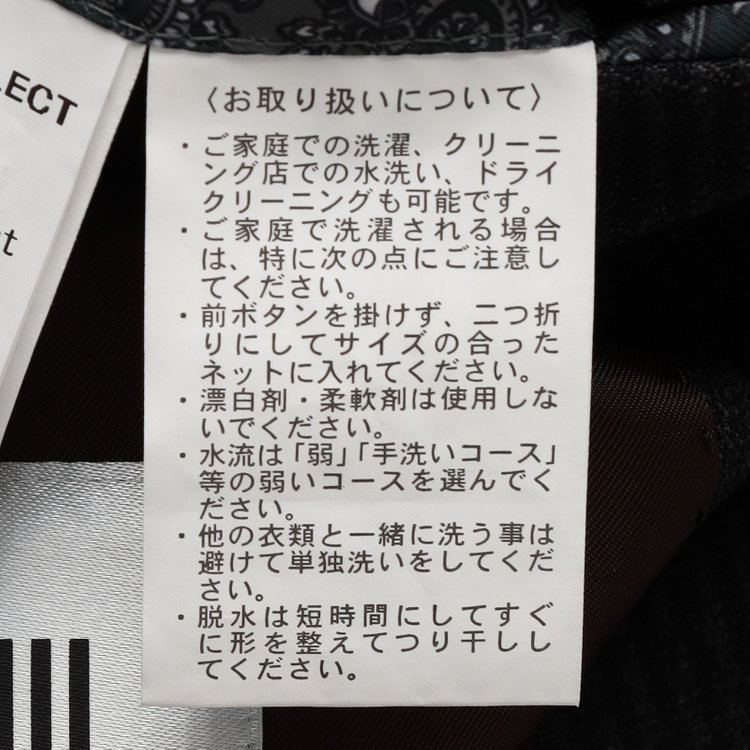 LECT
t
〈お取り扱いについて〉
・ご家庭での洗濯、クリーニ
ング店での水洗い、ドライ
クリーニングも可能です。
・ご家庭で洗濯される場合
は、特に次の点にご注意し
てください。
・前ボタンを掛けず、二つ折
りにしてサイズの合った
ネットに入れてください。
・漂白剤・柔軟剤は使用しな
いでください。
・水流は「弱」「手洗いコース」
等の弱いコースを選んでく
ださい。
・他の衣類と一緒に洗う事は
避けて単独洗いをしてくだ
さい。
・脱水は短時間にしてすぐ
に形を整えてつり干しし
てください。